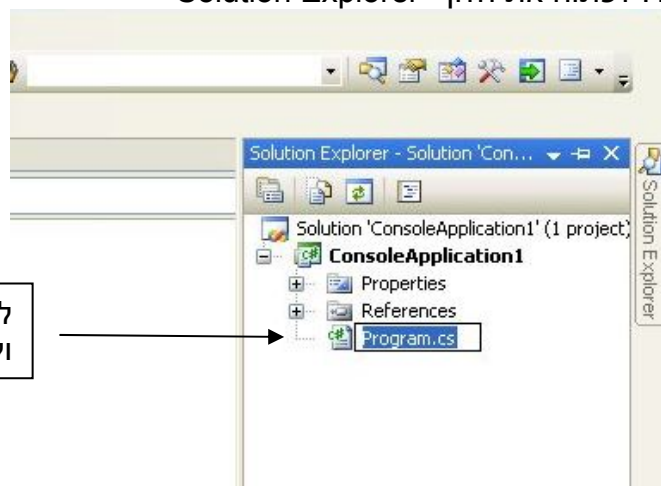 Solution Explorer
Solution Explorer - Solution 'Con...
Solution 'ConsoleApplication1' (1 project)
ConsoleApplication1
Properties
References
Program.cs
Solution Explorer